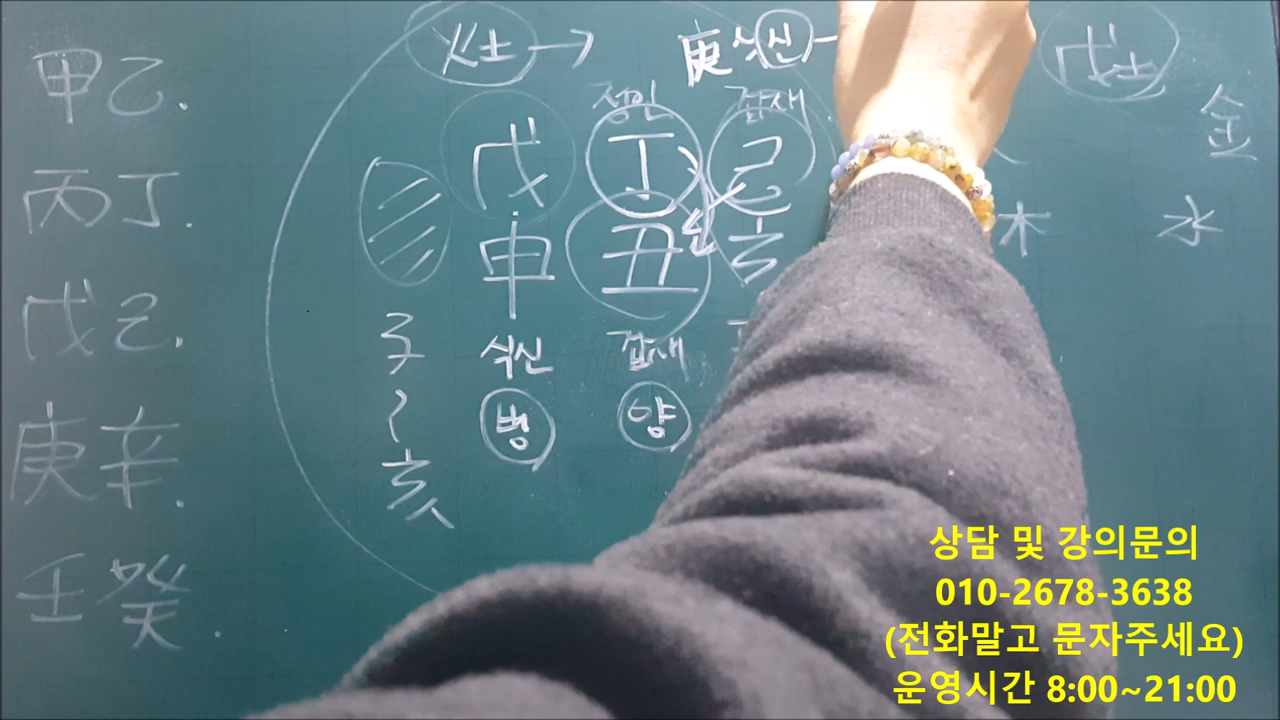 甲乙.
丙丁.
戊己.
庚辛.
壬癸.
火土 → 庚 식신
戊土
金
木 水
정인 겁재
戊 丁 己
申 丑 亥
식신 겁재
병 양
子
~
亥
상담 및 강의문의
010-2678-3638
(전화말고 문자주세요)
운영시간 8:00~21:00